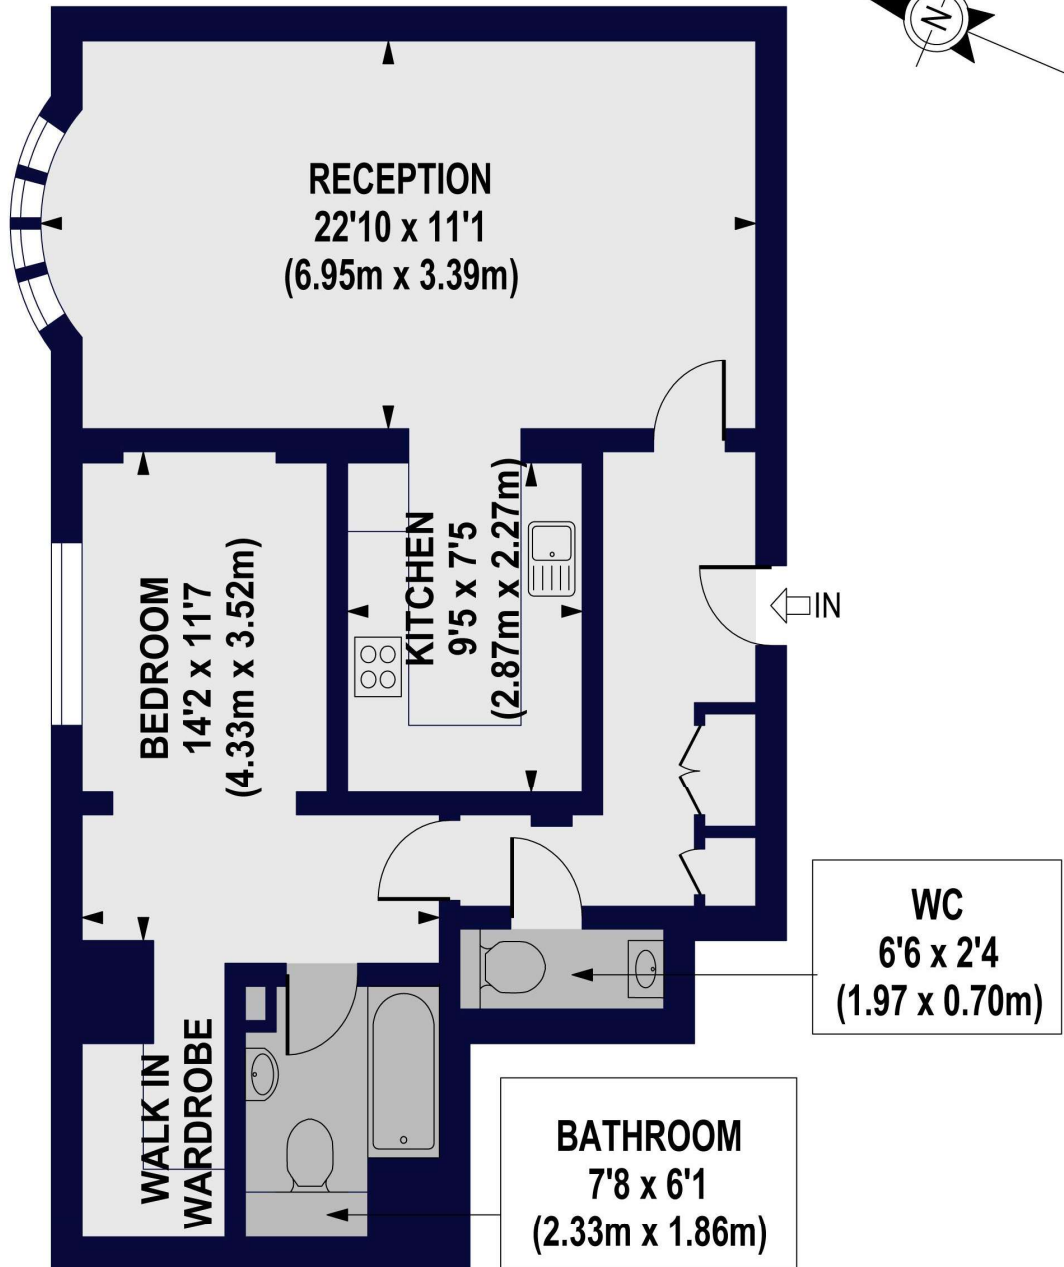 N
RECEPTION
22'10 x 11'1
(6.95m x 3.39m)
BEDROOM
14'2 x 11'7
(4.33m x 3.52m)
KITCHEN
9'5 x 7'5
(2.87m x 2.27m)
IN
WC
6'6 x 2'4
(1.97 x 0.70m)
WALK IN
WARDROBE
BATHROOM
7'8 x 6'1
(2.33m x 1.86m)